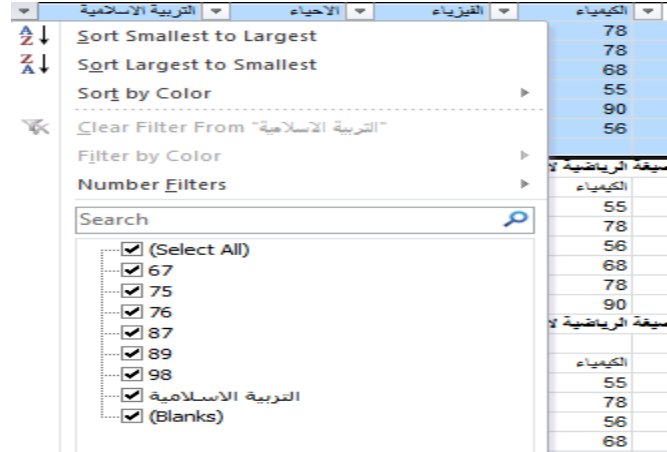 التربية الاسلامية الاحياء الفيزياء الكيمياء
Sort Smallest to Largest
Sort Largest to Smallest
Sort by Color
Clear Filter From "التربية الاسلامية"
Filter by Color
Number Filters
Search
(Select All)
67
75
76
87
89
98
التربية الاسلامية
(Blanks)
78
78
68
55
90
56
الرياضية
الكيمياء
55
78
56
68
78
90
الرياضية
الكيمياء
55
78
56
68